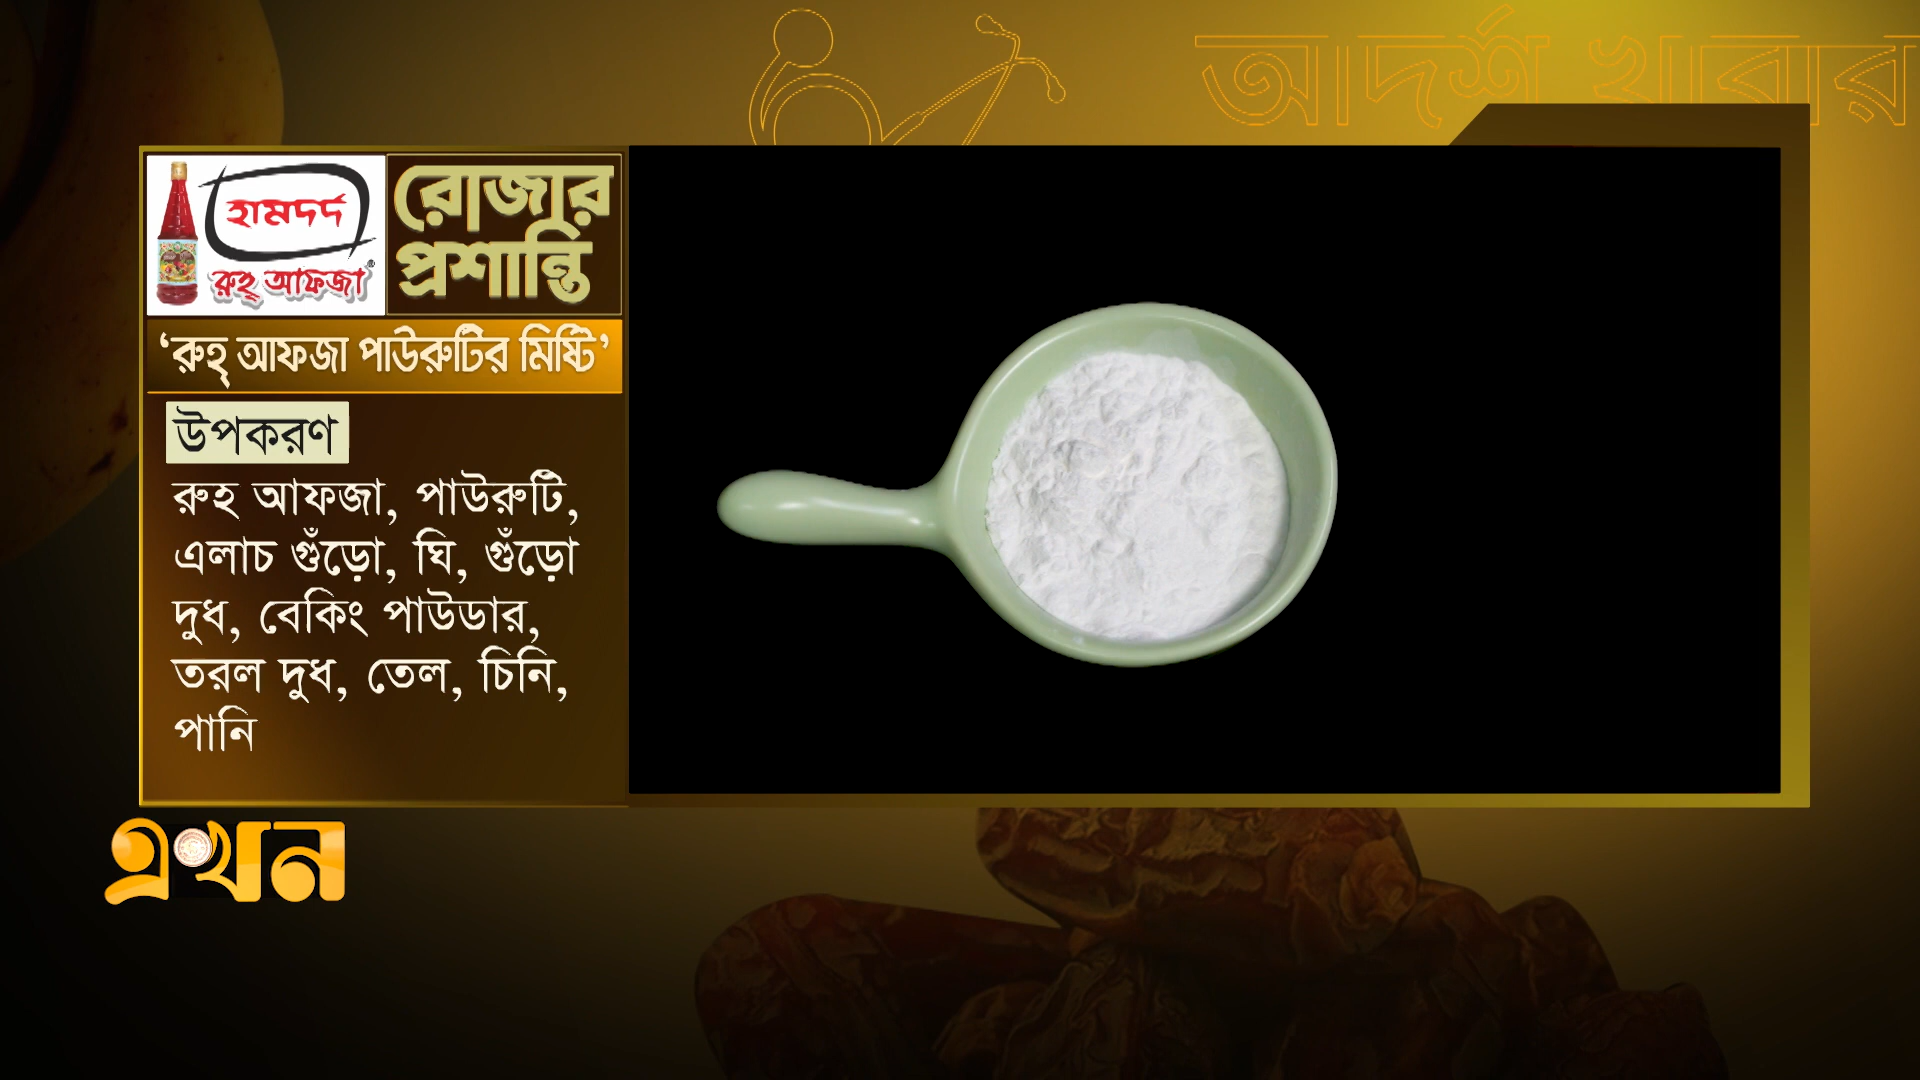 আদর্শ খাবার
হামদর্দ
রুহ্ আফজা
রোজার
প্রশান্তি
‘রুহ্ আফজা পাউরুটির মিষ্টি’
উপকরণ
রুহ আফজা, পাউরুটি,
এলাচ গুঁড়ো, ঘি, গুঁড়ো
দুধ, বেকিং পাউডার,
তরল দুধ, তেল, চিনি,
পানি
এখন